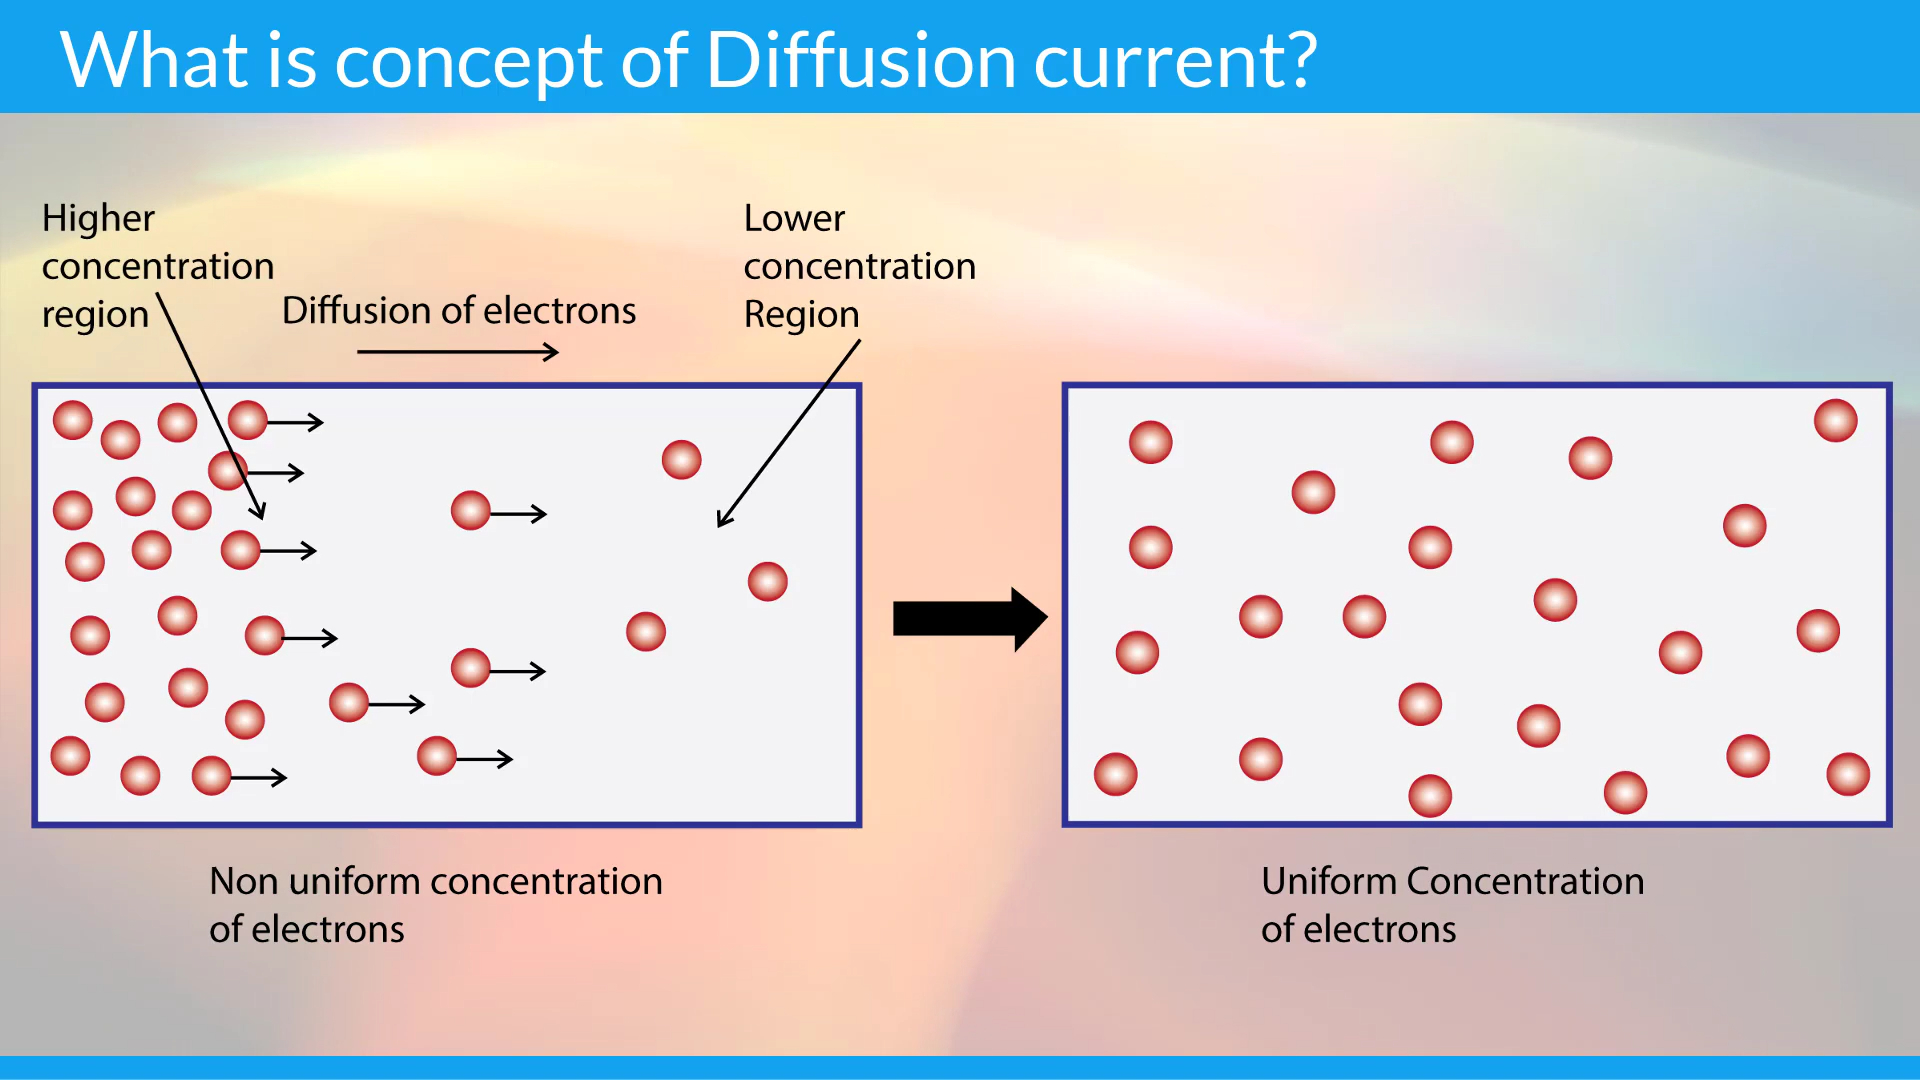 What is concept of Diffusion current?
Higher
concentration
region
Diffusion of electrons
Lower
concentration
Region
Non uniform concentration
of electrons
Uniform Concentration
of electrons